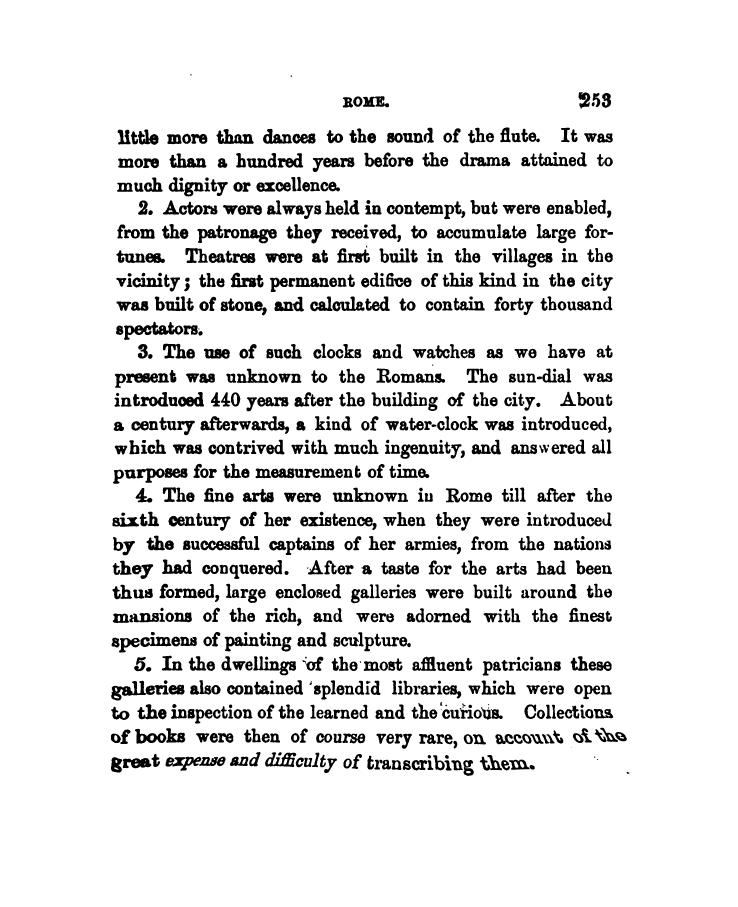 ROME. 253
little more than dances to the sound of the flute. It was
more than a hundred years before the drama attained to
much dignity or excellence.
2. Actors were always held in contempt, but were enabled,
from the patronage they received, to accumulate large for-
tunes. Theatres were at first built in the villages in the
vicinity; the first permanent edifice of this kind in the city
was built of stone, and calculated to contain forty thousand
spectators.
3. The use of such clocks and watches as we have at
present was unknown to the Romans. The sun-dial was
introduced 440 years after the building of the city. About
a century afterwards, a kind of water-clock was introduced,
which was contrived with much ingenuity, and answered all
purposes for the measurement of time.
4. The fine arts were unknown in Rome till after the
sixth century of her existence, when they were introduced
by the successful captains of her armies, from the nations
they had conquered. After a taste for the arts had been
thus formed, large enclosed galleries were built around the
mansions of the rich, and were adorned with the finest
specimens of painting and sculpture.
5. In the dwellings of the most affluent patricians these
galleries also contained splendid libraries, which were open
to the inspection of the learned and the curious. Collections
of books were then of course very rare, on account of the
great expense and difficulty of transcribing them.